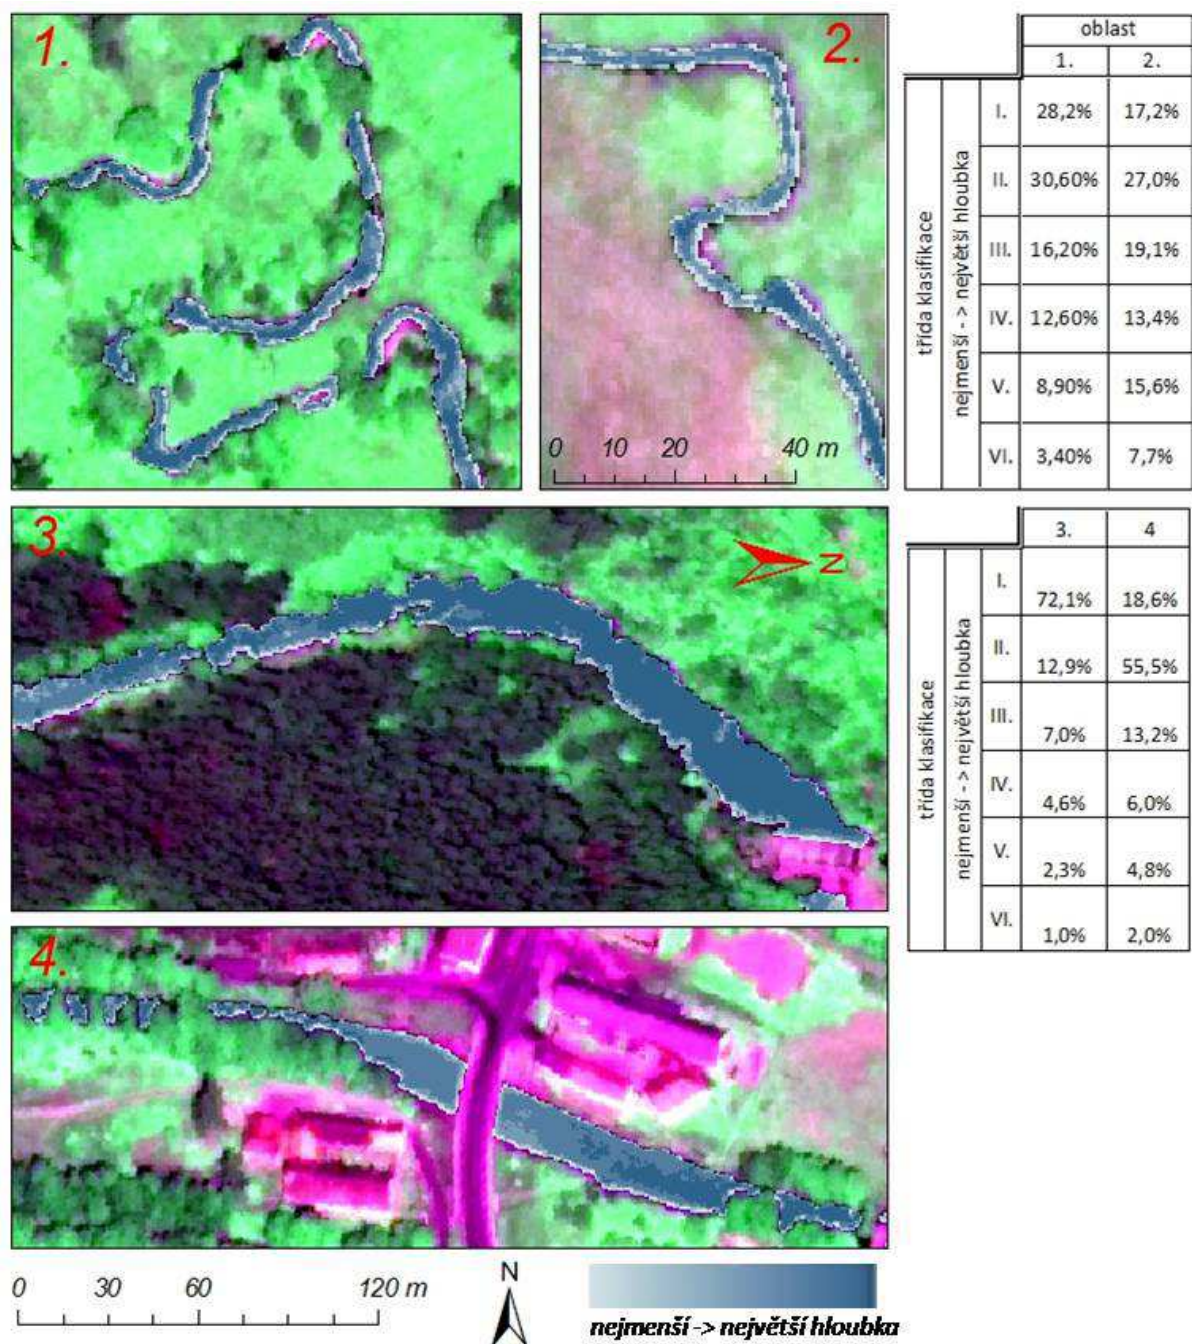 1.
2.
0 10 20 40 m
oblast
1. 2.
třída klasifikace
nejmenší - > největší hloubka
I. 28,2% 17,2%
II. 30,60% 27,0%
III. 16,20% 19,1%
IV. 12,60% 13,4%
V. 8,90% 15,6%
VI. 3,40% 7,7%
3.
N
3. 4
třída klasifikace
nejmenší - > největší hloubka
I. 72,1% 18,6%
II. 12,9% 55,5%
III. 7,0% 13,2%
IV. 4,6% 6,0%
V. 2,3% 4,8%
VI. 1,0% 2,0%
4.
0 30 60 120 m
N
nejmenší -> největší hloubka